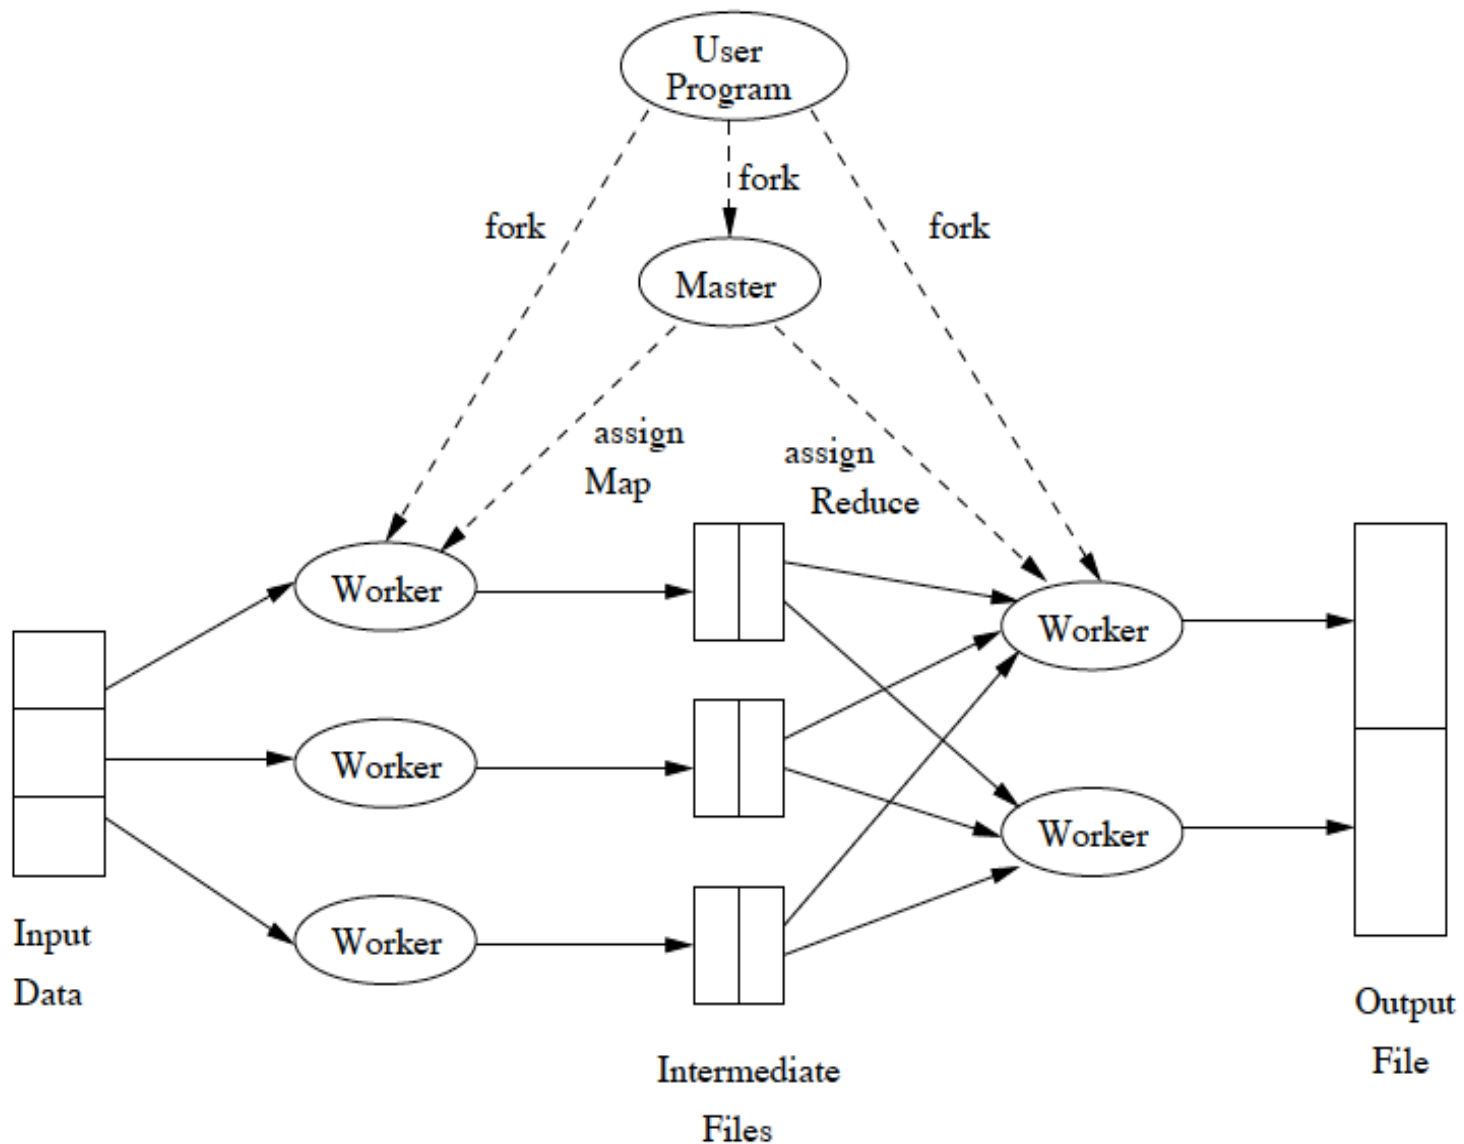 User
Program
fork
fork
fork
Master
assign
Map
assign
Reduce
Worker
Worker
Worker
Worker
Worker
Input
Data
Intermediate
Files
Output
File